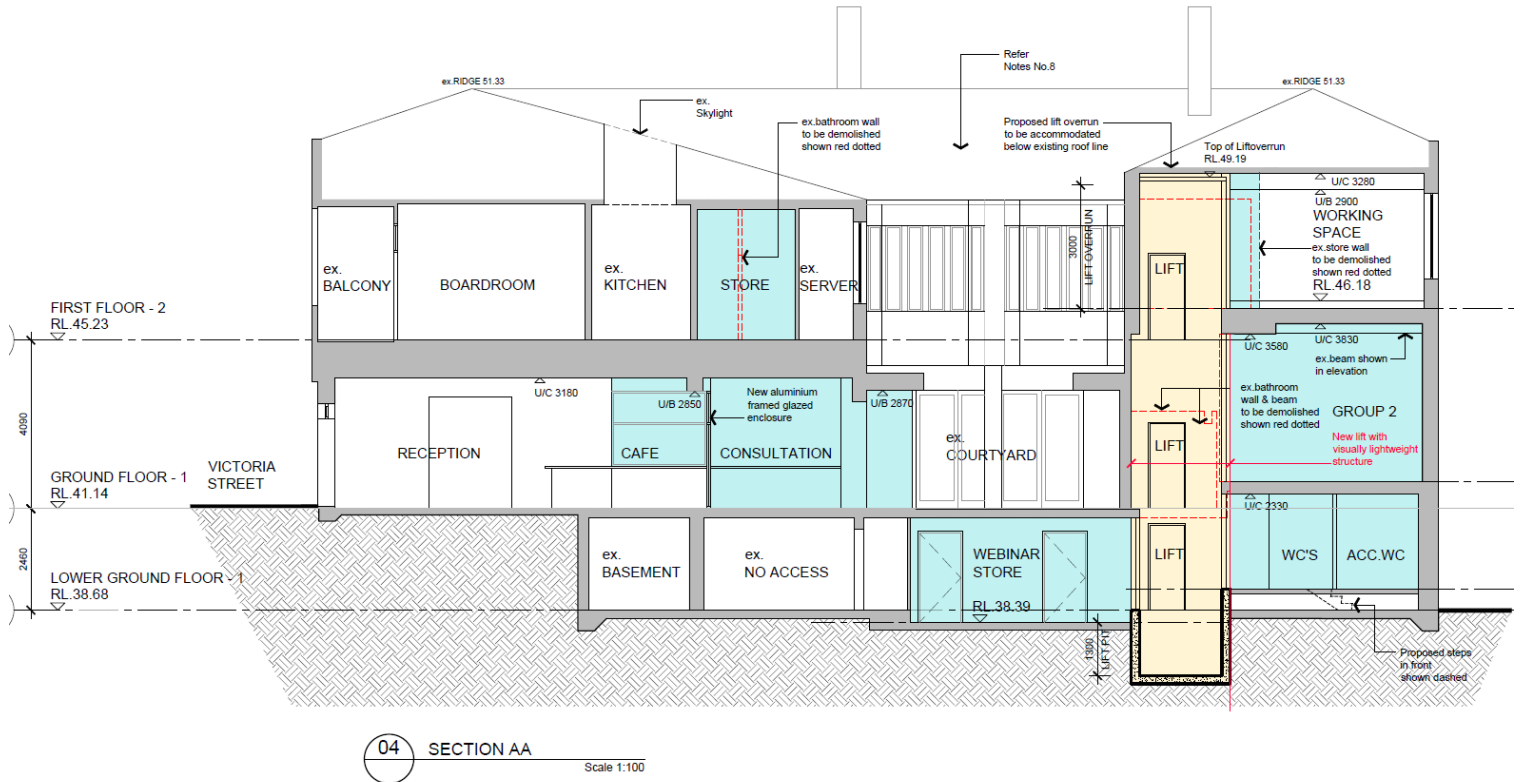 Refer
Notes No.8
ex.RIDGE 51.33
ex.RIDGE 51.33
ex.
Skylight
ex.bathroom wall
to be demolished
shown red dotted
Proposed lift overrun
to be accommodated
below existing roof line
Top of Liftoverrun
RL.49.19
U/C 3280
U/B 2900
WORKING
SPACE
ex.store wall
to be demolished
shown red dotted
RL.46.18
3000
LIFT OVERRUN
LIFT
ex.
BALCONY
BOARDROOM
ex.
KITCHEN
STORE
ex.
SERVER
FIRST FLOOR - 2
RL.45.23
U/C 3580
U/C 3830
ex.beam shown
in elevation
U/C 3180
U/B 2850
New aluminium
framed glazed
enclosure
U/B 2870
ex.bathroom
wall & beam
to be demolished
shown red dotted
GROUP 2
New lift with
visually lightweight
structure
4090
RECEPTION
CAFE
CONSULTATION
ex.
COURTYARD
LIFT
VICTORIA
STREET
GROUND FLOOR - 1
RL.41.14
U/C 2330
2460
ex.
BASEMENT
ex.
NO ACCESS
WEBINAR
STORE
LIFT
WC'S
ACC.WC
LOWER GROUND FLOOR - 1
RL.38.68
RL.38.39
1300
LIFT PIT
Proposed steps
in front
shown dashed
04
SECTION AA
Scale 1:100